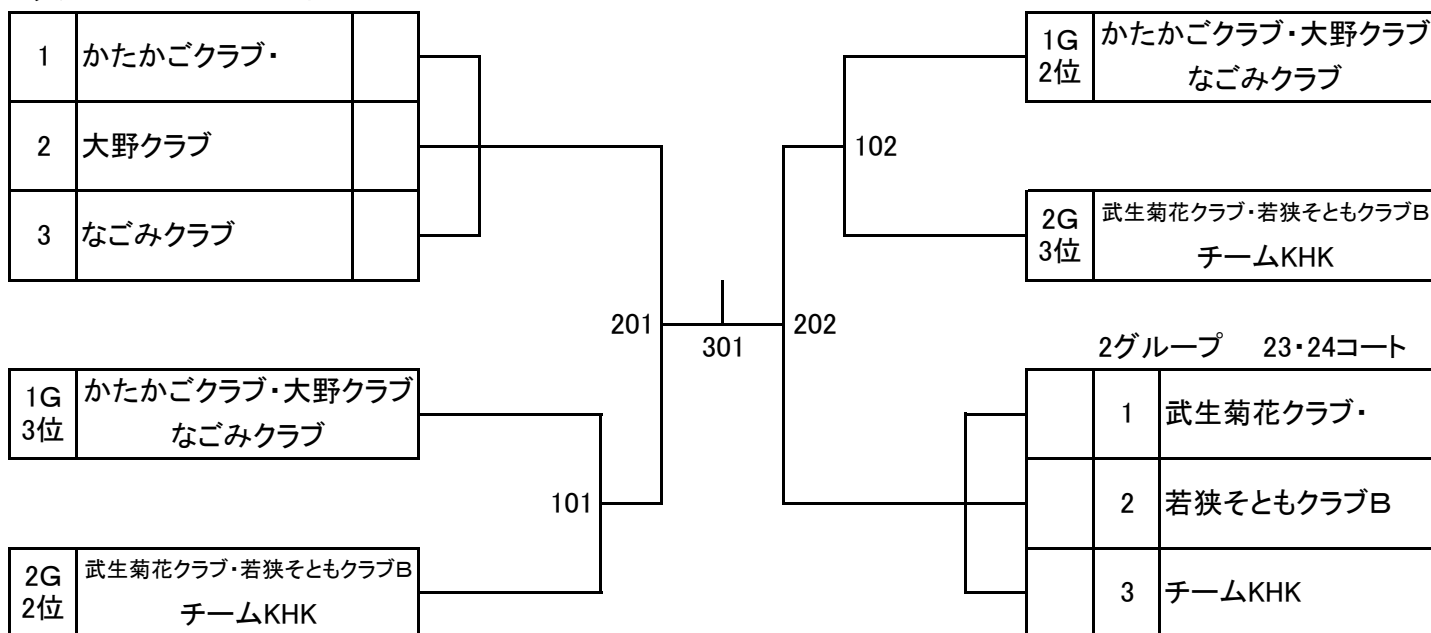 1 かたかごクラブ・
2 大野クラブ
3 なごみクラブ
201
301
1G 3位 かたかごクラブ・大野クラブ
なごみクラブ
101
2G 2位 武生菊花クラブ・若狭そともクラブB
チームKHK
1G 2位 かたかごクラブ・大野クラブ
なごみクラブ
102
2G 3位 武生菊花クラブ・若狭そともクラブB
チームKHK
202
2グループ 23・24コート
1 武生菊花クラブ・
2 若狭そともクラブB
3 チームKHK